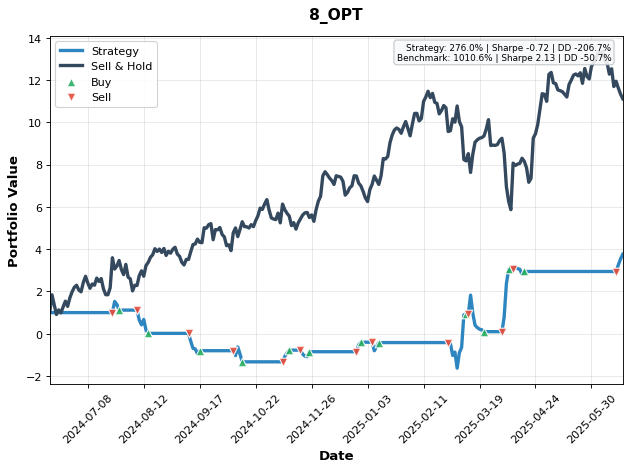 8_OPT
Strategy: 276.0% | Sharpe -0.72 | DD -206.7%
Benchmark: 1010.6% | Sharpe 2.13 | DD -50.7%
Strategy
Sell & Hold
Buy
Sell
Portfolio Value
14
12
10
8
6
4
2
0
−2
2024-07-08
2024-08-12
2024-09-17
2024-10-22
2024-11-26
2025-01-03
2025-02-11
2025-03-19
2025-04-24
2025-05-30
Date